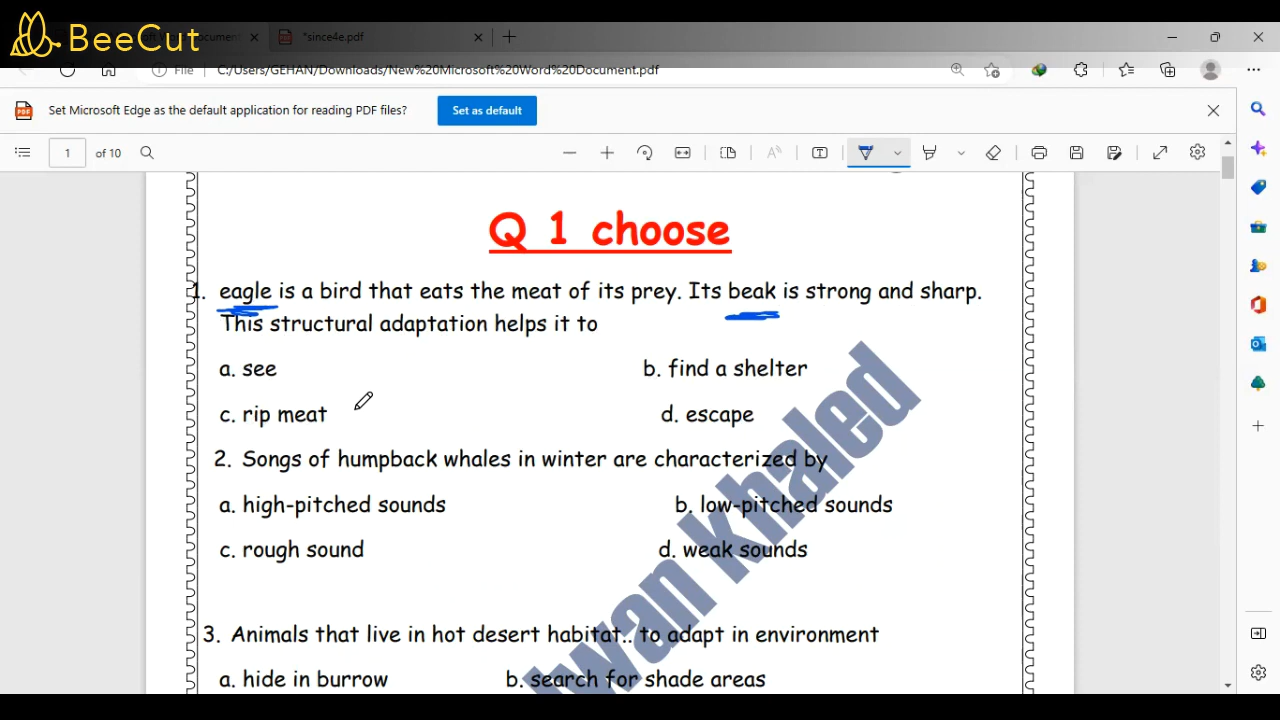 BeeCut
*since4e.pdf
File C:/Users/GEHAN/Downloads/New%20Microsoft%20Word%20Document.pdf
Set Microsoft Edge as the default application for reading PDF files? Set as default
1 of 10
Q 1 choose
1. eagle is a bird that eats the meat of its prey. Its beak is strong and sharp.
This structural adaptation helps it to
a. see b. find a shelter
c. rip meat d. escape
2. Songs of humpback whales in winter are characterized by
a. high-pitched sounds b. low-pitched sounds
c. rough sound d. weak sounds
3. Animals that live in hot desert habitat.. to adapt in environment
a. hide in burrow b. search for shade areas
wan khaled